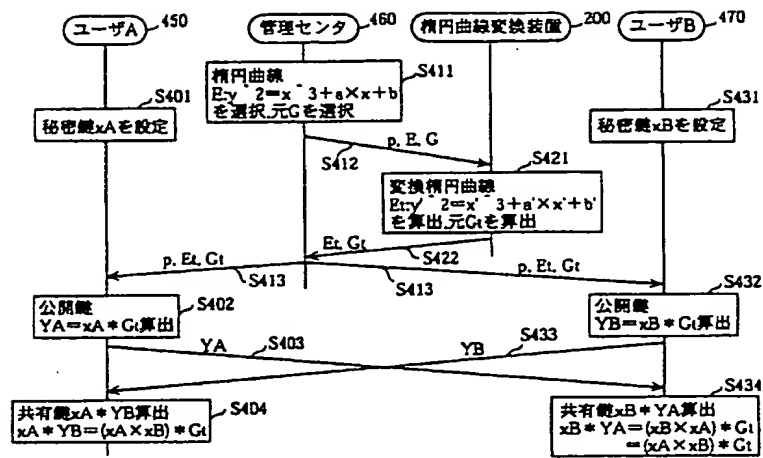 ユーザA 450
管理センタ 460
楕円曲線変換装置 200
ユーザB 470
S411
楕円曲線
E:y^2=x^3+a×x+b
を選択,元Gを選択
S401
秘密鍵xAを設定
S431
秘密鍵xBを設定
p, E, G
S412
S421
変換楕円曲線
Et:y'^2=x'^3+a'×x'+b'
を算出,元Gtを算出
Et, Gt
S422
p, Et, Gt
S413
p, Et, Gt
S413
S402
公開鍵
YA=xA*Gt算出
S432
公開鍵
YB=xB*Gt算出
YA
S403
YB
S433
共有鍵xA*YB算出
xA*YB=(xA×xB)*Gt
S404
S434
共有鍵xB*YA算出
xB*YA=(xB×xA)*Gt
=(xA×xB)*Gt